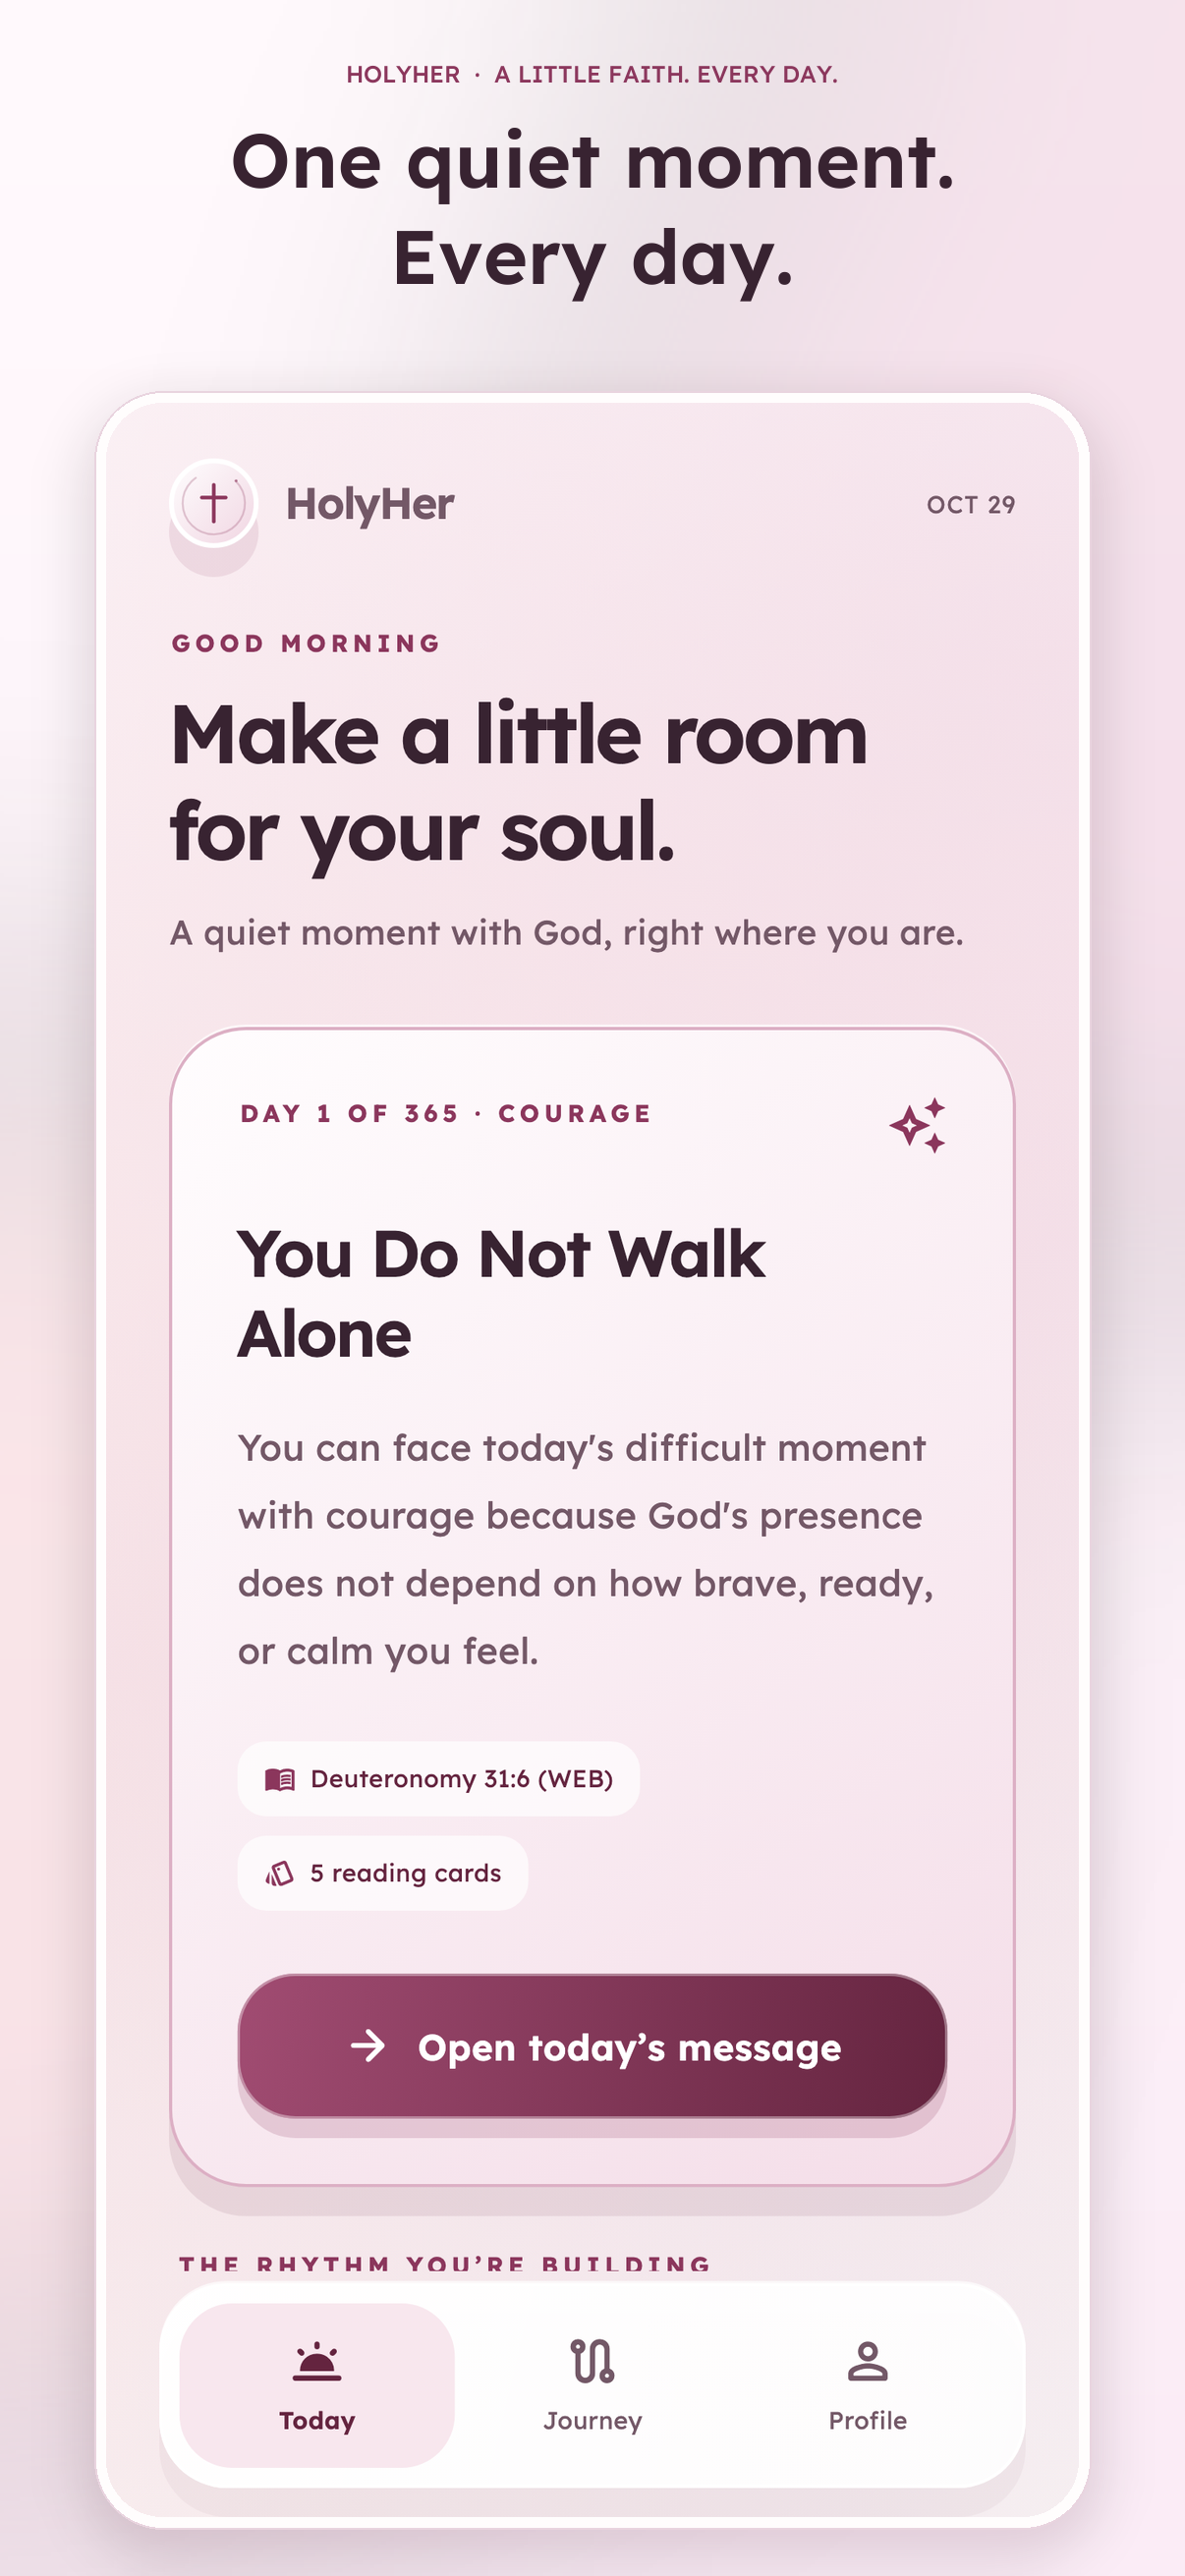 HOLYHER · A LITTLE FAITH. EVERY DAY.
One quiet moment.
Every day.
HolyHer
OCT 29
GOOD MORNING
Make a little room
for your soul.
A quiet moment with God, right where you are.
DAY 1 OF 365 · COURAGE
You Do Not Walk
Alone
You can face today's difficult moment
with courage because God's presence
does not depend on how brave, ready,
or calm you feel.
Deuteronomy 31:6 (WEB)
5 reading cards
Open today’s message
THE RHYTHM YOU’RE BUILDING
Today
Journey
Profile